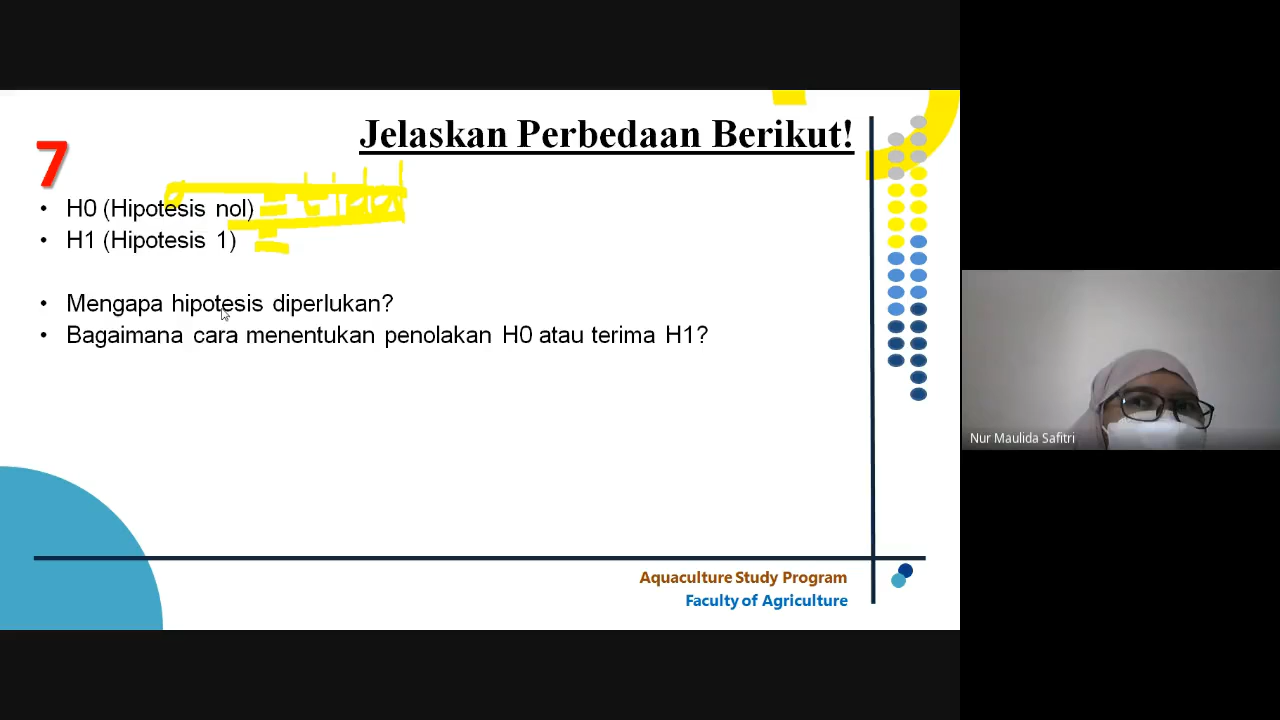 Jelaskan Perbedaan Berikut!
7
• H0 (Hipotesis nol)
• H1 (Hipotesis 1)
• Mengapa hipotesis diperlukan?
• Bagaimana cara menentukan penolakan H0 atau terima H1?
Aquaculture Study Program
Faculty of Agriculture
Nur Maulida Safitri